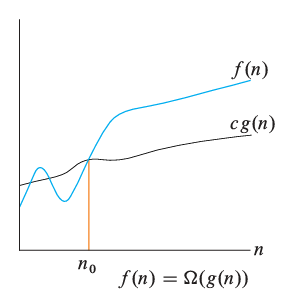 f(n)
cg(n)
n
n₀
f(n) = Ω(g(n))